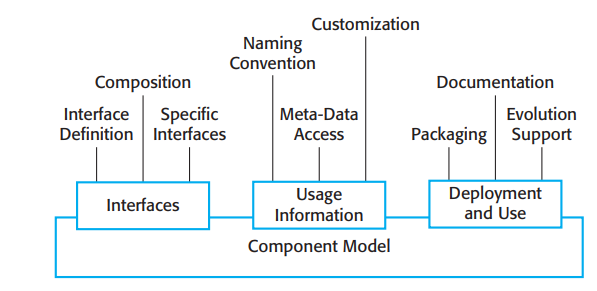 Customization
Naming
Convention
Composition
Documentation
Interface
Definition
Specific
Interfaces
Meta-Data
Access
Packaging
Evolution
Support
Interfaces
Usage
Information
Deployment
and Use
Component Model